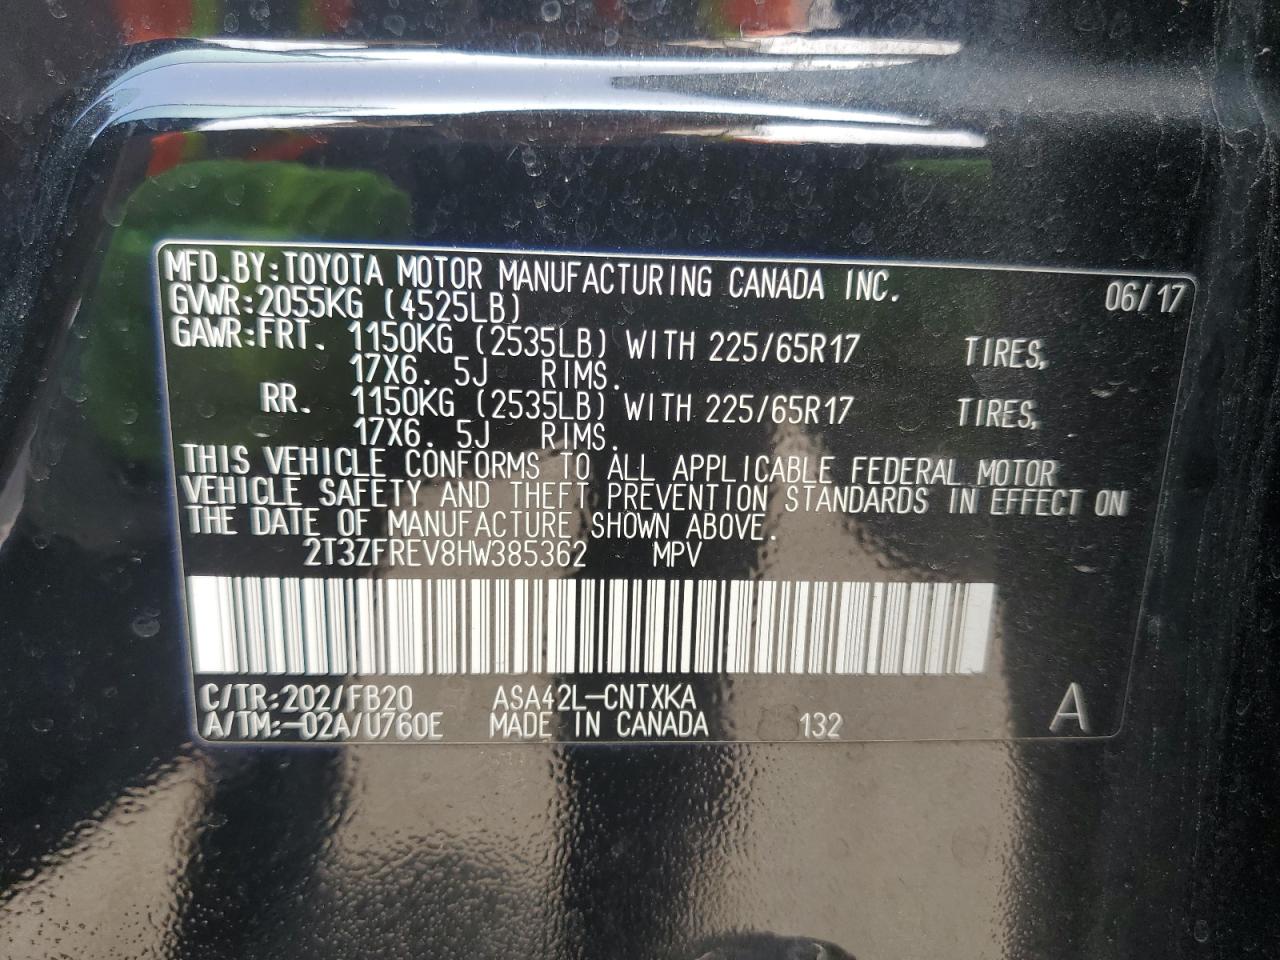 MFD.BY:TOYOTA MOTOR MANUFACTURING CANADA INC. 06/17
GVWR:2055KG (4525LB)
GAWR:FRT. 1150KG (2535LB) WITH 225/65R17 TIRES,
17X6. 5J RIMS.
RR. 1150KG (2535LB) WITH 225/65R17 TIRES,
17X6. 5J RIMS.
THIS VEHICLE CONFORMS TO ALL APPLICABLE FEDERAL MOTOR
VEHICLE SAFETY AND THEFT PREVENTION STANDARDS IN EFFECT ON
THE DATE OF MANUFACTURE SHOWN ABOVE.
2T3ZFREV8HW385362 MPV
C/TR:202/FB20 ASA42L-CNTXKA
A/TM:-02A/U760E MADE IN CANADA 132 A